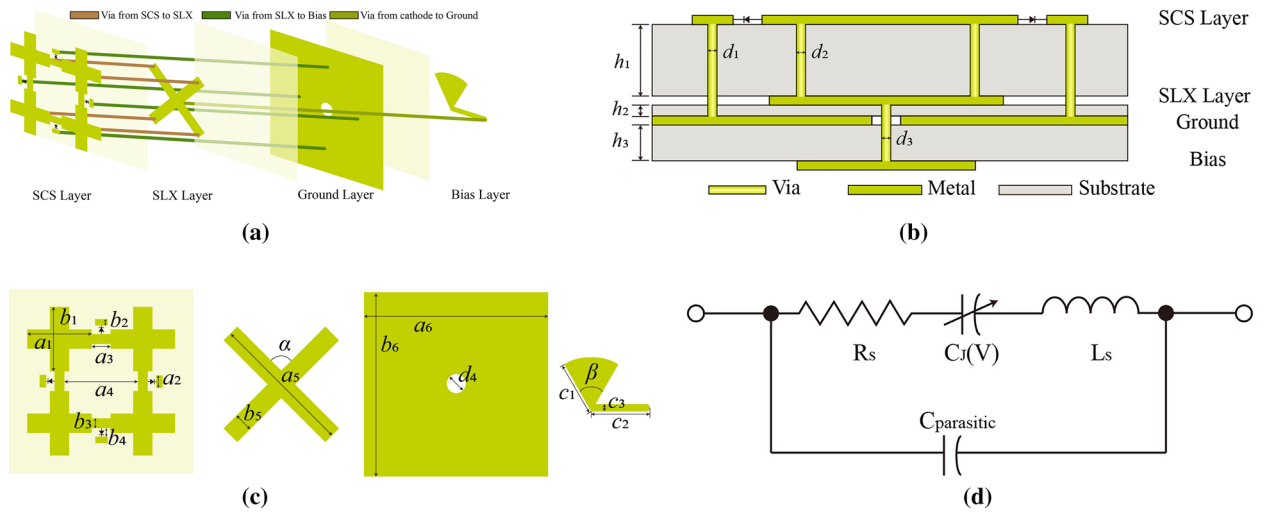 Via from SCS to SLX Via from SLX to Bias Via from cathode to Ground
SCS Layer SLX Layer Ground Layer Bias Layer
(a)
SCS Layer
h1 d1 d2
h2 SLX Layer
Ground
h3 d3
Bias
Via Metal Substrate
(b)
b1 b2
a1 a3
a4 a2
b3 b4
α
a5
b5
a6
b6
d4
β
c1 c3
c2
(c)
Rs CJ(V) Ls
Cparasitic
(d)